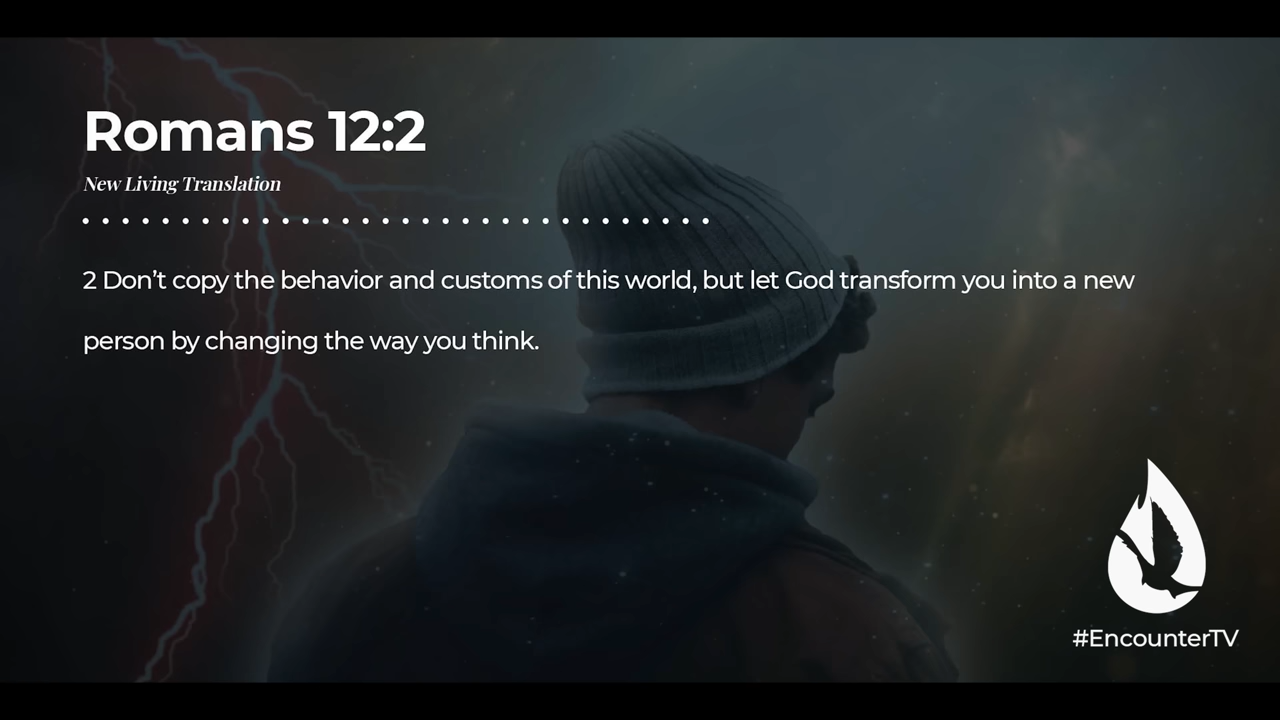 Romans 12:2
New Living Translation
2 Don’t copy the behavior and customs of this world, but let God transform you into a new
person by changing the way you think.
#EncounterTV